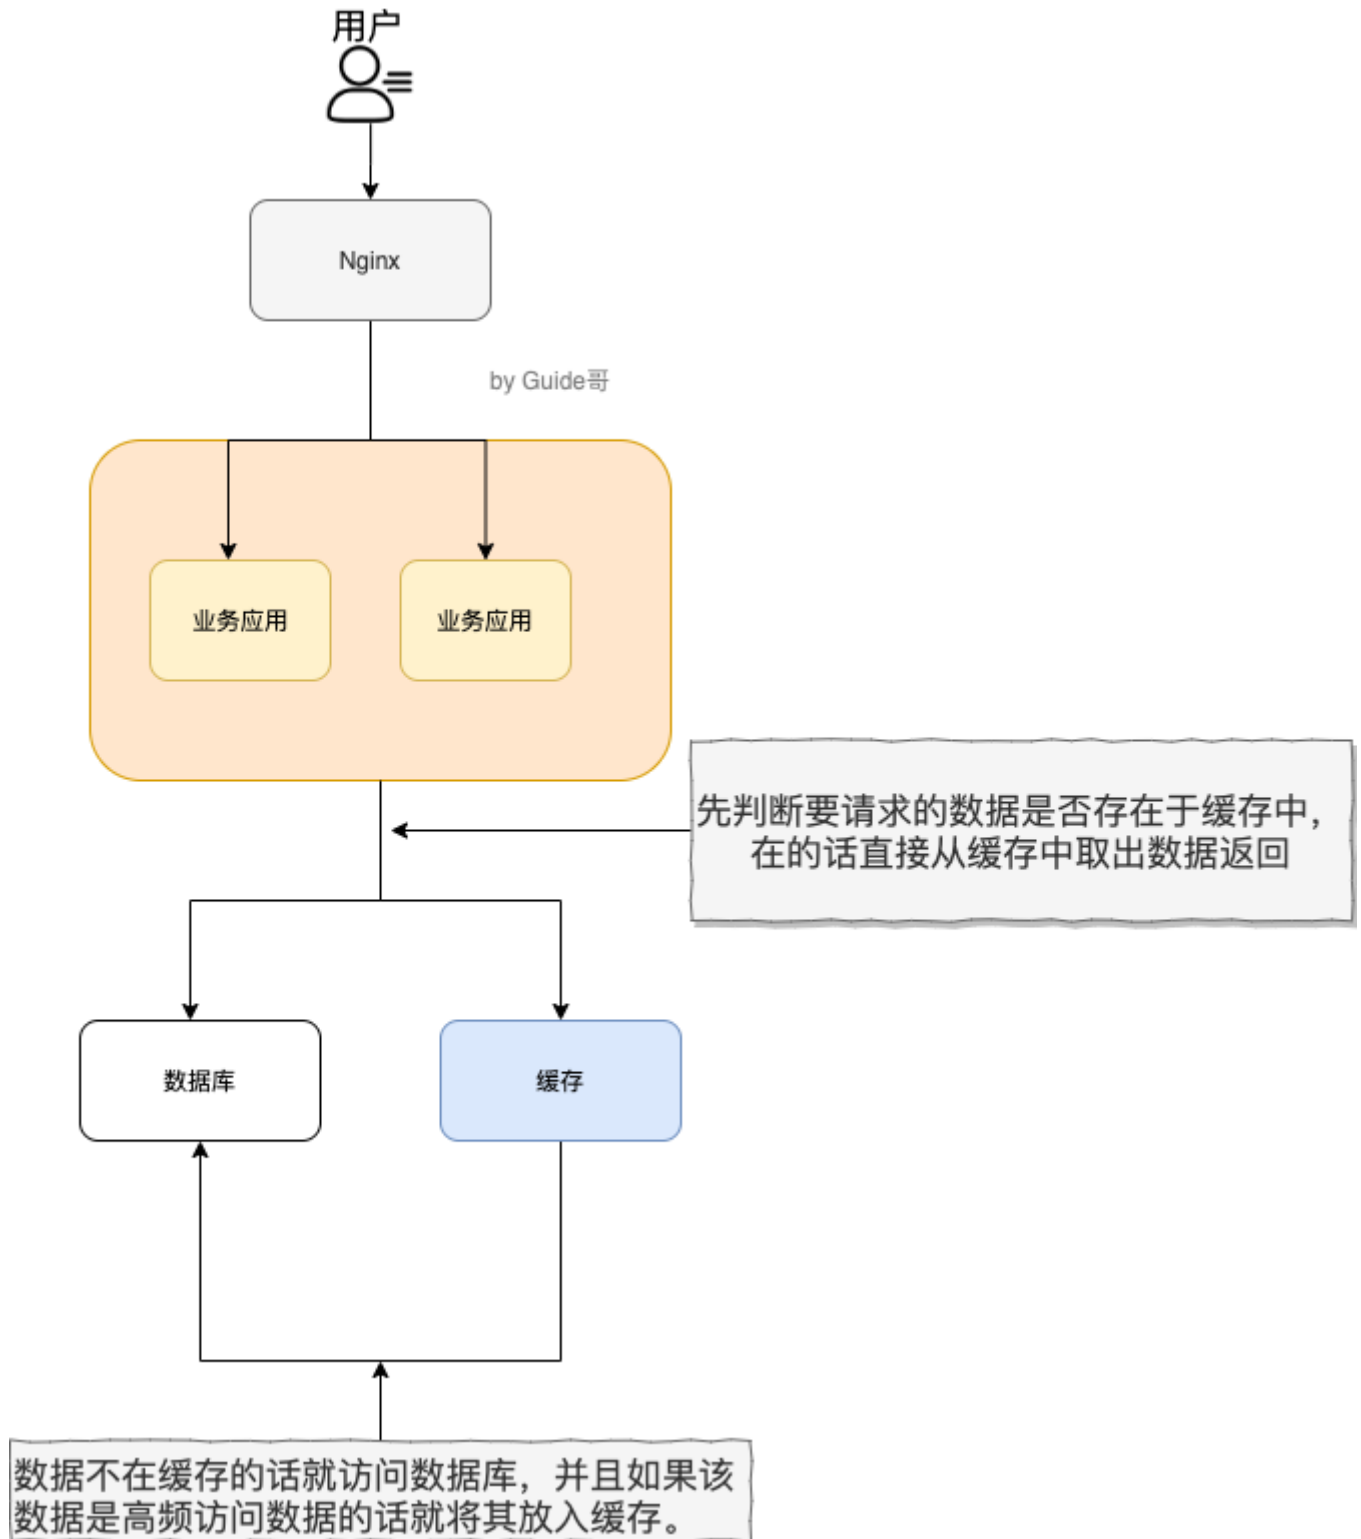 用户
Nginx
by Guide哥
业务应用
业务应用
先判断要请求的数据是否存在于缓存中，
在的话直接从缓存中取出数据返回
数据库
缓存
数据不在缓存的话就访问数据库，并且如果该
数据是高频访问数据的话就将其放入缓存。